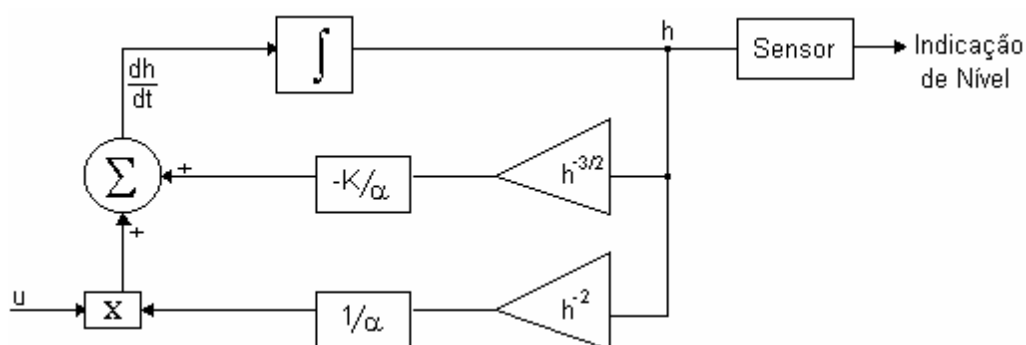 h
Sensor
Indicação
de Nível
dh
dt
∫
Σ
+
-K/α
h^-3/2
+
u
X
1/α
h^-2